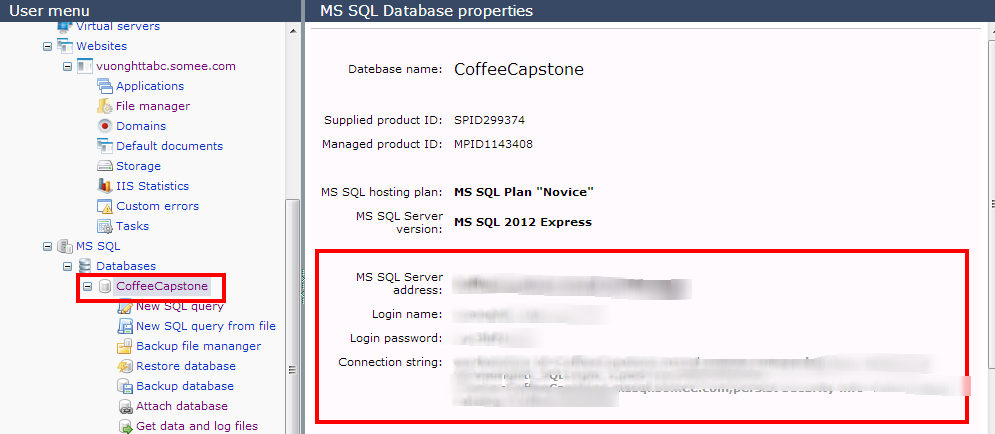 User menu
Virtual servers
Websites
vuonghttabc.somee.com
Applications
File manager
Domains
Default documents
Storage
IIS Statistics
Custom errors
Tasks
MS SQL
Databases
CoffeeCapstone
New SQL query
New SQL query from file
Backup file mananger
Restore database
Backup database
Attach database
Get data and log files
MS SQL Database properties
Datebase name: CoffeeCapstone
Supplied product ID: SPID299374
Managed product ID: MPID1143408
MS SQL hosting plan: MS SQL Plan "Novice"
MS SQL Server
version: MS SQL 2012 Express
MS SQL Server
address:
Login name:
Login password:
Connection string: